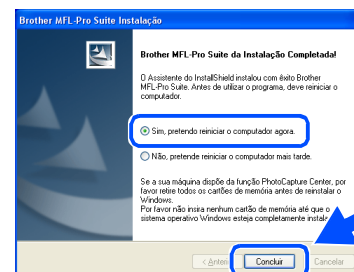 Brother MFL-Pro Suite Instalação
Brother MFL-Pro Suite da Instalação Completada!
O Assistente do InstallShield instalou com êxito Brother
MFL-Pro Suite. Antes de utilizar o programa, deve reiniciar o
computador.
Sim, pretendo reiniciar o computador agora.
Não, pretende reiniciar o computador mais tarde.
Se a sua máquina dispõe da função PhotoCapture Center, por
favor retire todos os cartões de memória antes de reinstalar o
Windows.
Por favor não insira nenhum cartão de memória até que o
sistema operativo Windows esteja completamente
< Concluir Cancelar